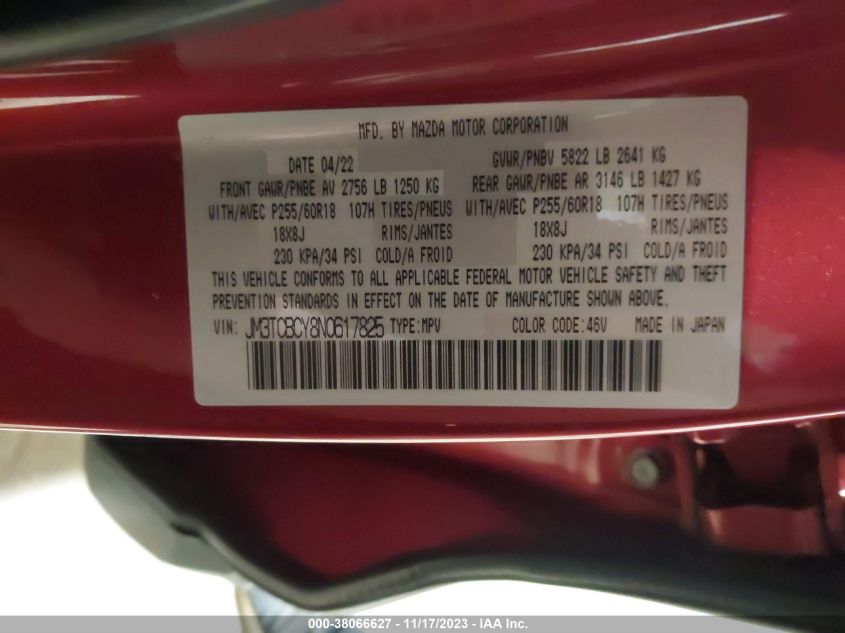 MFD. BY MAZDA MOTOR CORPORATION
DATE 04/22 GVWR/PNBV 5822 LB 2641 KG
FRONT GAWR/PNBE AV 2756 LB 1250 KG REAR GAWR/PNBE AR 3146 LB 1427 KG
WITH/AVEC P255/60R18 107H TIRES/PNEUS WITH/AVEC P255/60R18 107H TIRES/PNEUS
18X8J RIMS/JANTES 18X8J RIMS/JANTES
230 KPA/34 PSI COLD/A FROID 230 KPA/34 PSI COLD/A FROID
THIS VEHICLE CONFORMS TO ALL APPLICABLE FEDERAL MOTOR VEHICLE SAFETY AND THEFT
PREVENTION STANDARDS IN EFFECT ON THE DATE OF MANUFACTURE SHOWN ABOVE.
VIN: JM3TCBCY8N0617825 TYPE:MPV COLOR CODE:46V MADE IN JAPAN
000-38066627 - 11/17/2023 - IAA Inc.